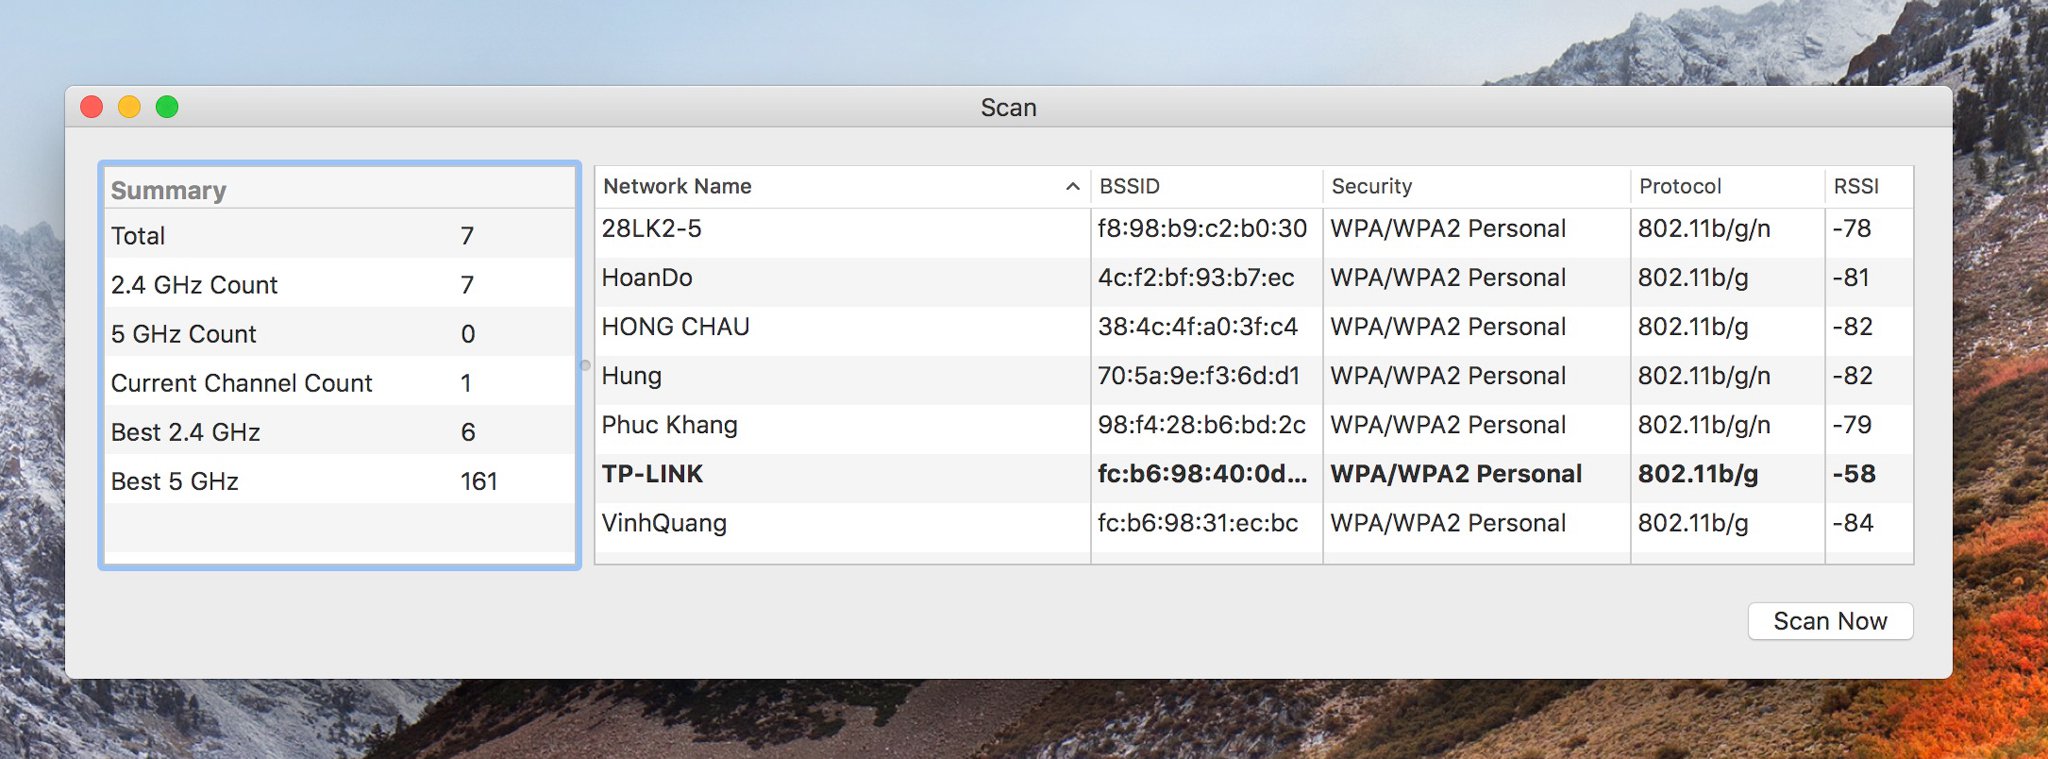 Scan
Summary
Total 7
2.4 GHz Count 7
5 GHz Count 0
Current Channel Count 1
Best 2.4 GHz 6
Best 5 GHz 161
Network Name BSSID Security Protocol RSSI
28LK2-5 f8:98:b9:c2:b0:30 WPA/WPA2 Personal 802.11b/g/n -78
HoanDo 4c:f2:bf:93:b7:ec WPA/WPA2 Personal 802.11b/g -81
HONG CHAU 38:4c:4f:a0:3f:c4 WPA/WPA2 Personal 802.11b/g -82
Hung 70:5a:9e:f3:6d:d1 WPA/WPA2 Personal 802.11b/g/n -82
Phuc Khang 98:f4:28:b6:bd:2c WPA/WPA2 Personal 802.11b/g/n -79
TP-LINK fc:b6:98:40:0d... WPA/WPA2 Personal 802.11b/g -58
VinhQuang fc:b6:98:31:ec:bc WPA/WPA2 Personal 802.11b/g -84
Scan Now